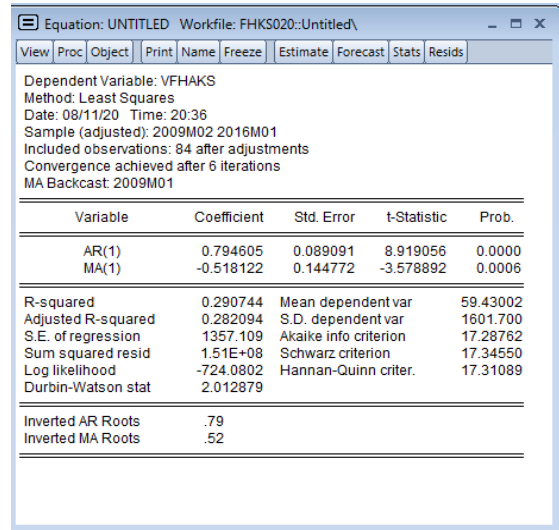 Equation: UNTITLED Workfile: FHKS020::Untitled\
View Proc Object Print Name Freeze Estimate Forecast Stats Resids
Dependent Variable: VFHAKS
Method: Least Squares
Date: 08/11/20 Time: 20:36
Sample (adjusted): 2009M02 2016M01
Included observations: 84 after adjustments
Convergence achieved after 6 iterations
MA Backcast: 2009M01
Variable Coefficient Std. Error t-Statistic Prob.
AR(1) 0.794605 0.089091 8.919056 0.0000
MA(1) -0.518122 0.144772 -3.578892 0.0006
R-squared 0.290744 Mean dependent var 59.43002
Adjusted R-squared 0.282094 S.D. dependent var 1601.700
S.E. of regression 1357.109 Akaike info criterion 17.28762
Sum squared resid 1.51E+08 Schwarz criterion 17.34550
Log likelihood -724.0802 Hannan-Quinn criter. 17.31089
Durbin-Watson stat 2.012879
Inverted AR Roots .79
Inverted MA Roots .52